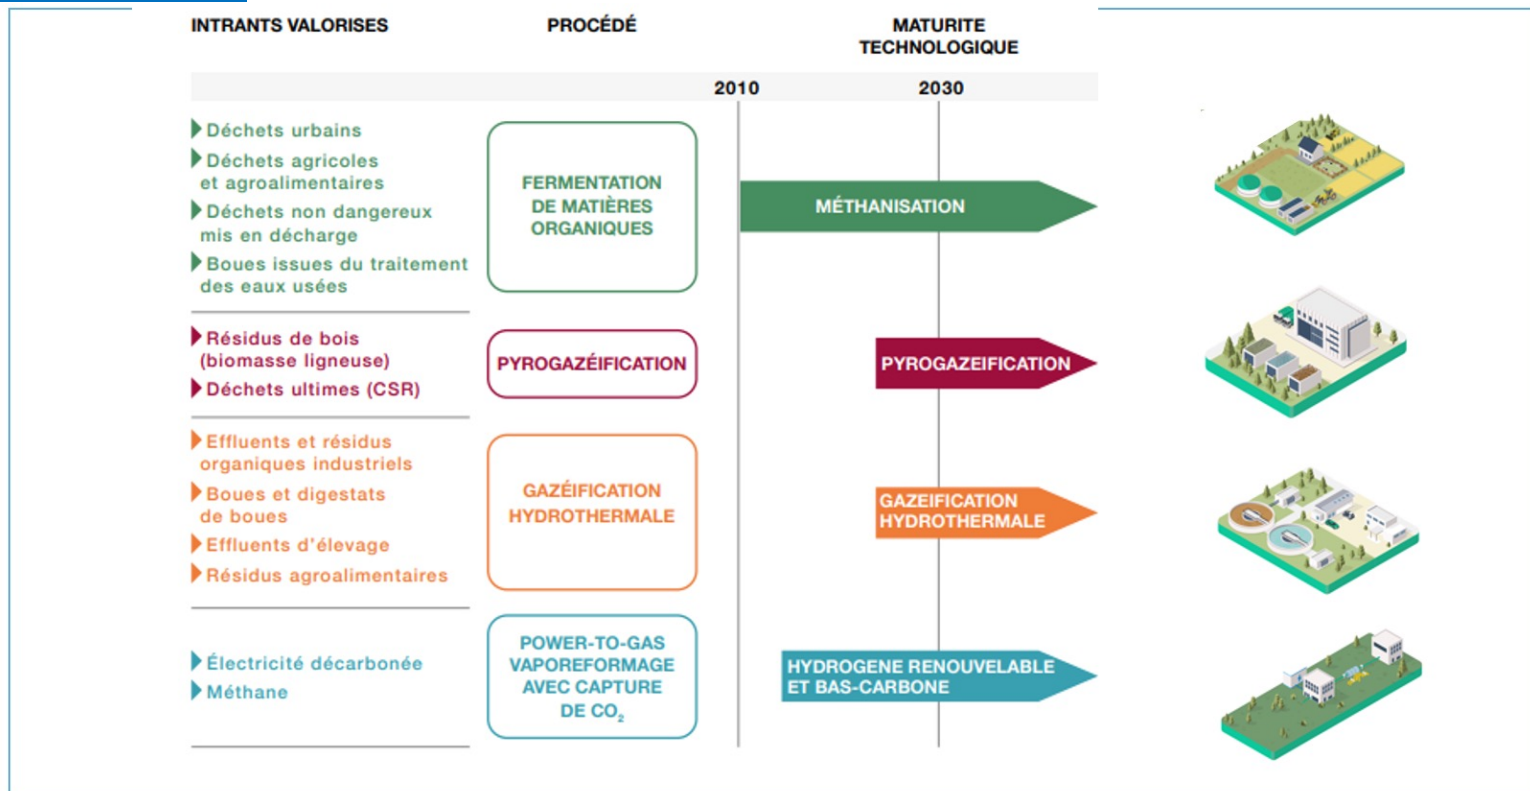 INTRANTS VALORISES
PROCÉDÉ
MATURITE
TECHNOLOGIQUE
2010
2030
Déchets urbains
Déchets agricoles
et agroalimentaires
Déchets non dangereux
mis en décharge
Boues issues du traitement
des eaux usées
FERMENTATION
DE MATIÈRES
ORGANIQUES
MÉTHANISATION
Résidus de bois
(biomasse ligneuse)
Déchets ultimes (CSR)
PYROGAZÉIFICATION
PYROGAZEIFICATION
Effluents et résidus
organiques industriels
Boues et digestats
de boues
Effluents d'élevage
Résidus agroalimentaires
GAZÉIFICATION
HYDROTHERMALE
GAZEIFICATION
HYDROTHERMALE
Électricité décarbonée
Méthane
POWER-TO-GAS
VAPOREFORMAGE
AVEC CAPTURE
DE CO₂
HYDROGENE RENOUVELABLE
ET BAS-CARBONE